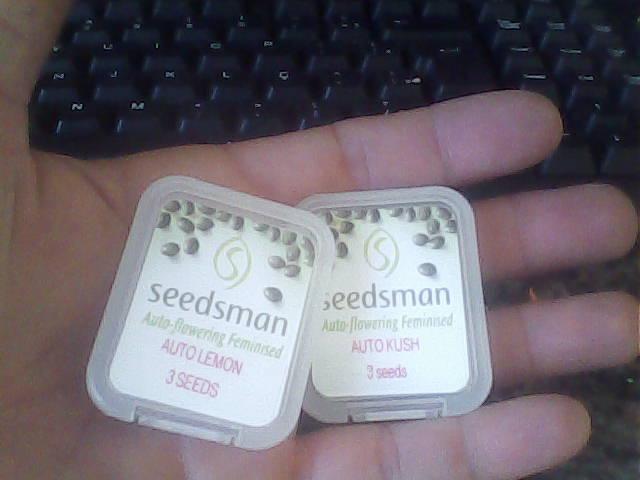 seedsman
Auto-flowering Feminised
AUTO LEMON
3 SEEDS
seedsman
Auto-flowering Feminised
AUTO KUSH
3 seeds
N M
J K L Ç